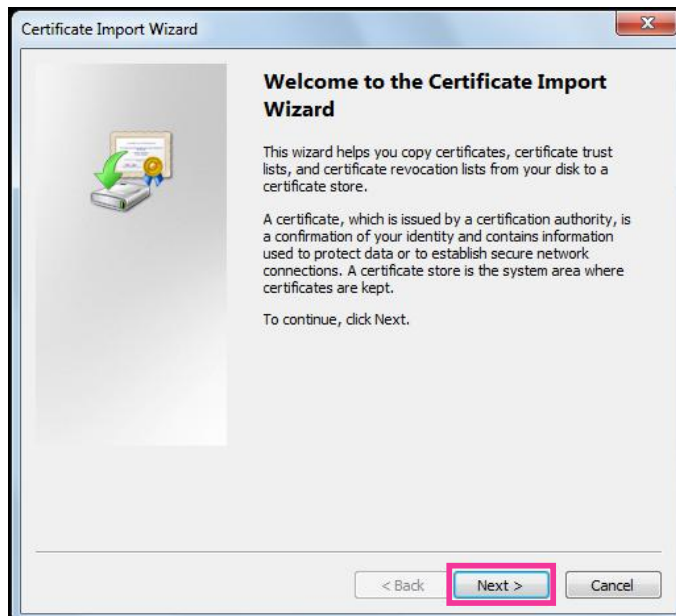 Certificate Import Wizard
Welcome to the Certificate Import
Wizard
This wizard helps you copy certificates, certificate trust
lists, and certificate revocation lists from your disk to a
certificate store.
A certificate, which is issued by a certification authority, is
a confirmation of your identity and contains information
used to protect data or to establish secure network
connections. A certificate store is the system area where
certificates are kept.
To continue, click Next.
< Back Next > Cancel